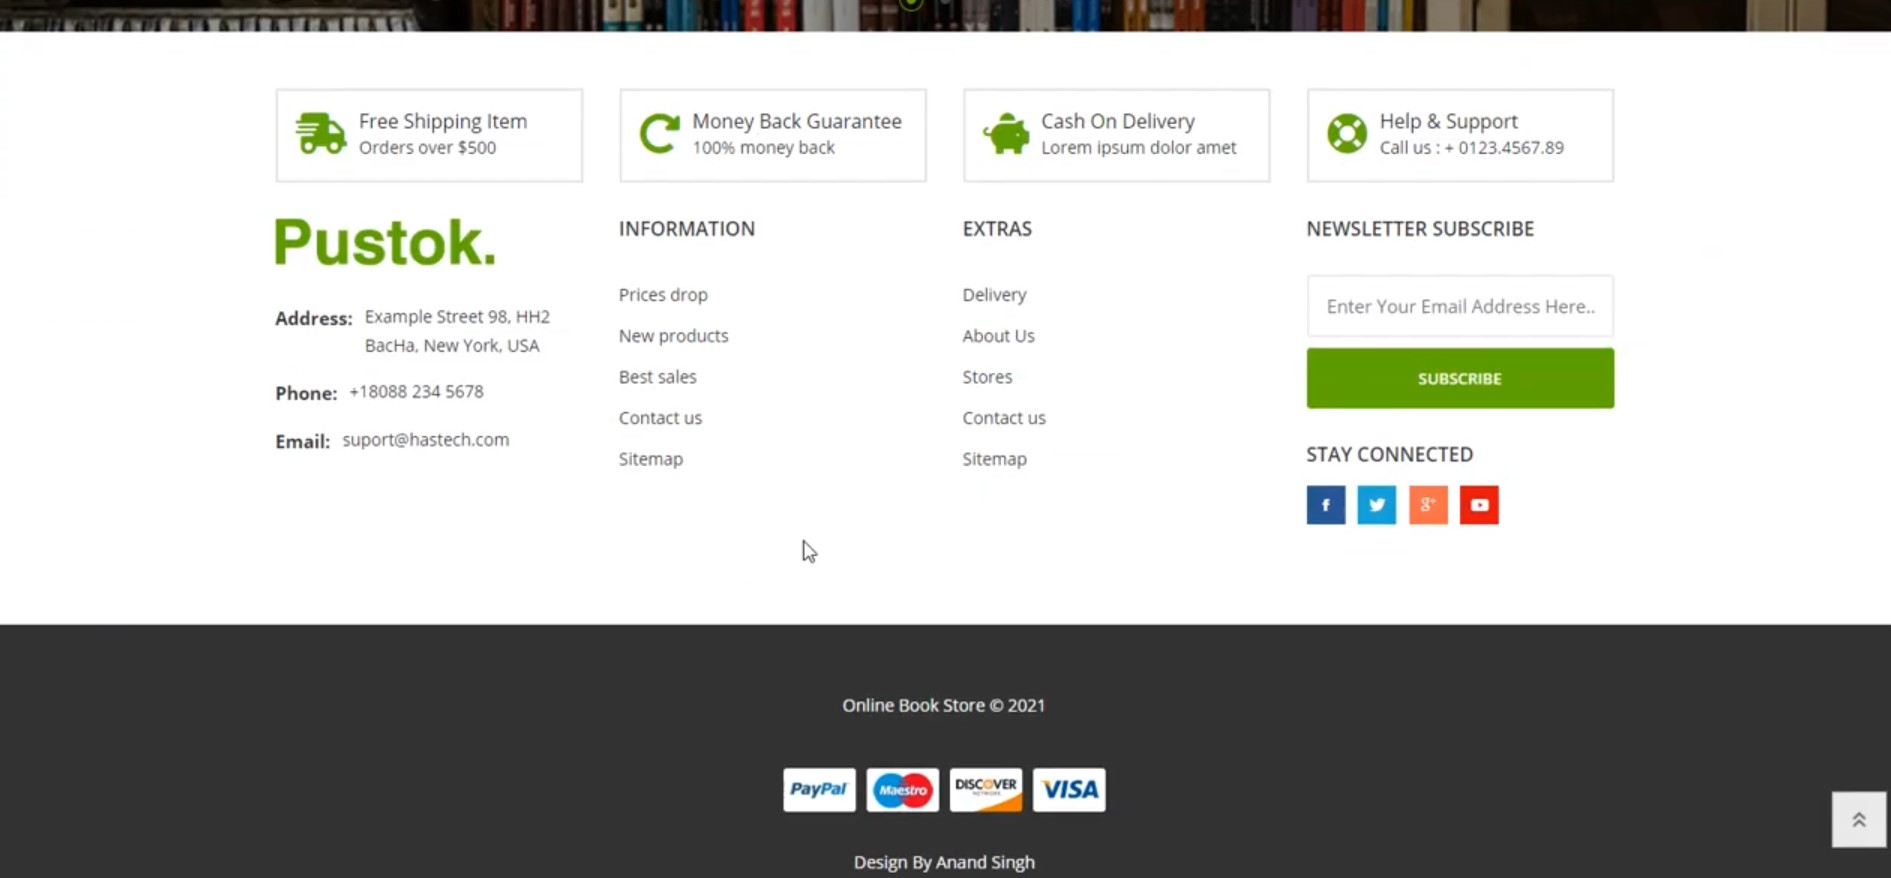 Free Shipping Item
Orders over $500
Money Back Guarantee
100% money back
Cash On Delivery
Lorem ipsum dolor amet
Help & Support
Call us : + 0123.4567.89
Pustok.
Address: Example Street 98, HH2
BacHa, New York, USA
Phone: +18088 234 5678
Email: suport@hastech.com
INFORMATION
Prices drop
New products
Best sales
Contact us
Sitemap
EXTRAS
Delivery
About Us
Stores
Contact us
Sitemap
NEWSLETTER SUBSCRIBE
Enter Your Email Address Here..
SUBSCRIBE
STAY CONNECTED
f
g+
Online Book Store © 2021
PayPal
Maestro
DISCOVER
NETWORK
VISA
Design By Anand Singh